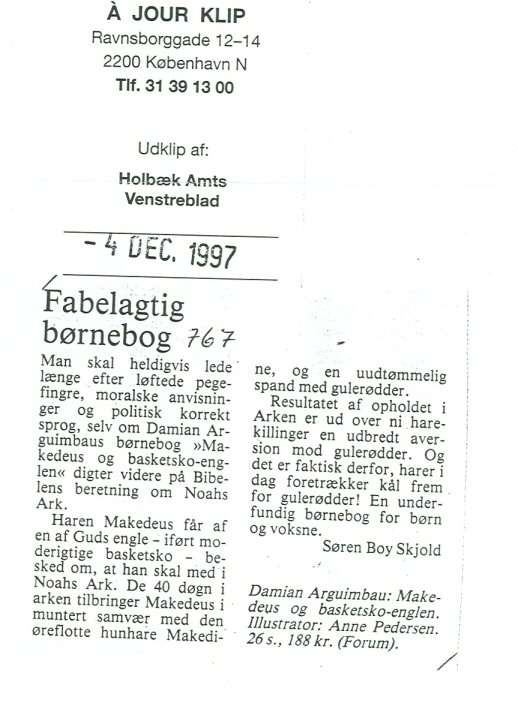 À JOUR KLIP
Ravnsborggade 12–14
2200 København N
Tlf. 31 39 13 00
Udklip af:
Holbæk Amts
Venstreblad
- 4 DEC. 1997
Fabelagtig
børnebog 767
Man skal heldigvis lede
længe efter løftede pege-
fingre, moralske anvisnin-
ger og politisk korrekt
sprog, selv om Damian Ar-
guimbaus børnebog »Ma-
kedeus og basketsko-eng-
len« digter videre på Bibe-
lens beretning om Noahs
Ark.
Haren Makedeus får af
en af Guds engle - iført mo-
derigtige basketsko - be-
sked om, at han skal med i
Noahs Ark. De 40 døgn i
arken tilbringer Makedeus i
muntert samvær med den
øreflotte hunhare Makedi-
ne, og en uudtømmelig
spand med gulerødder.
Resultatet af opholdet i
Arken er ud over ni hare-
killinger en udbredt aver-
sion mod gulerødder. Og
det er faktisk derfor, harer i
dag foretrækker kål frem
for gulerødder! En under-
fundig børnebog for børn
og voksne.
Søren Boy Skjold
Damian Arguimbau: Make-
deus og basketsko-englen.
Illustrator: Anne Pedersen.
26 s., 188 kr. (Forum).